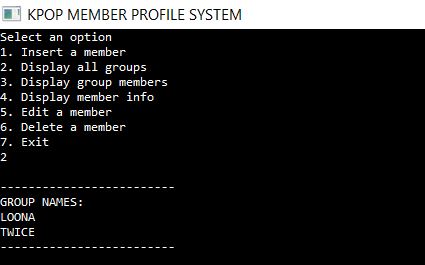 KPOP MEMBER PROFILE SYSTEM
Select an option
1. Insert a member
2. Display all groups
3. Display group members
4. Display member info
5. Edit a member
6. Delete a member
7. Exit
2
-------------------------
GROUP NAMES:
LOONA
TWICE
-------------------------